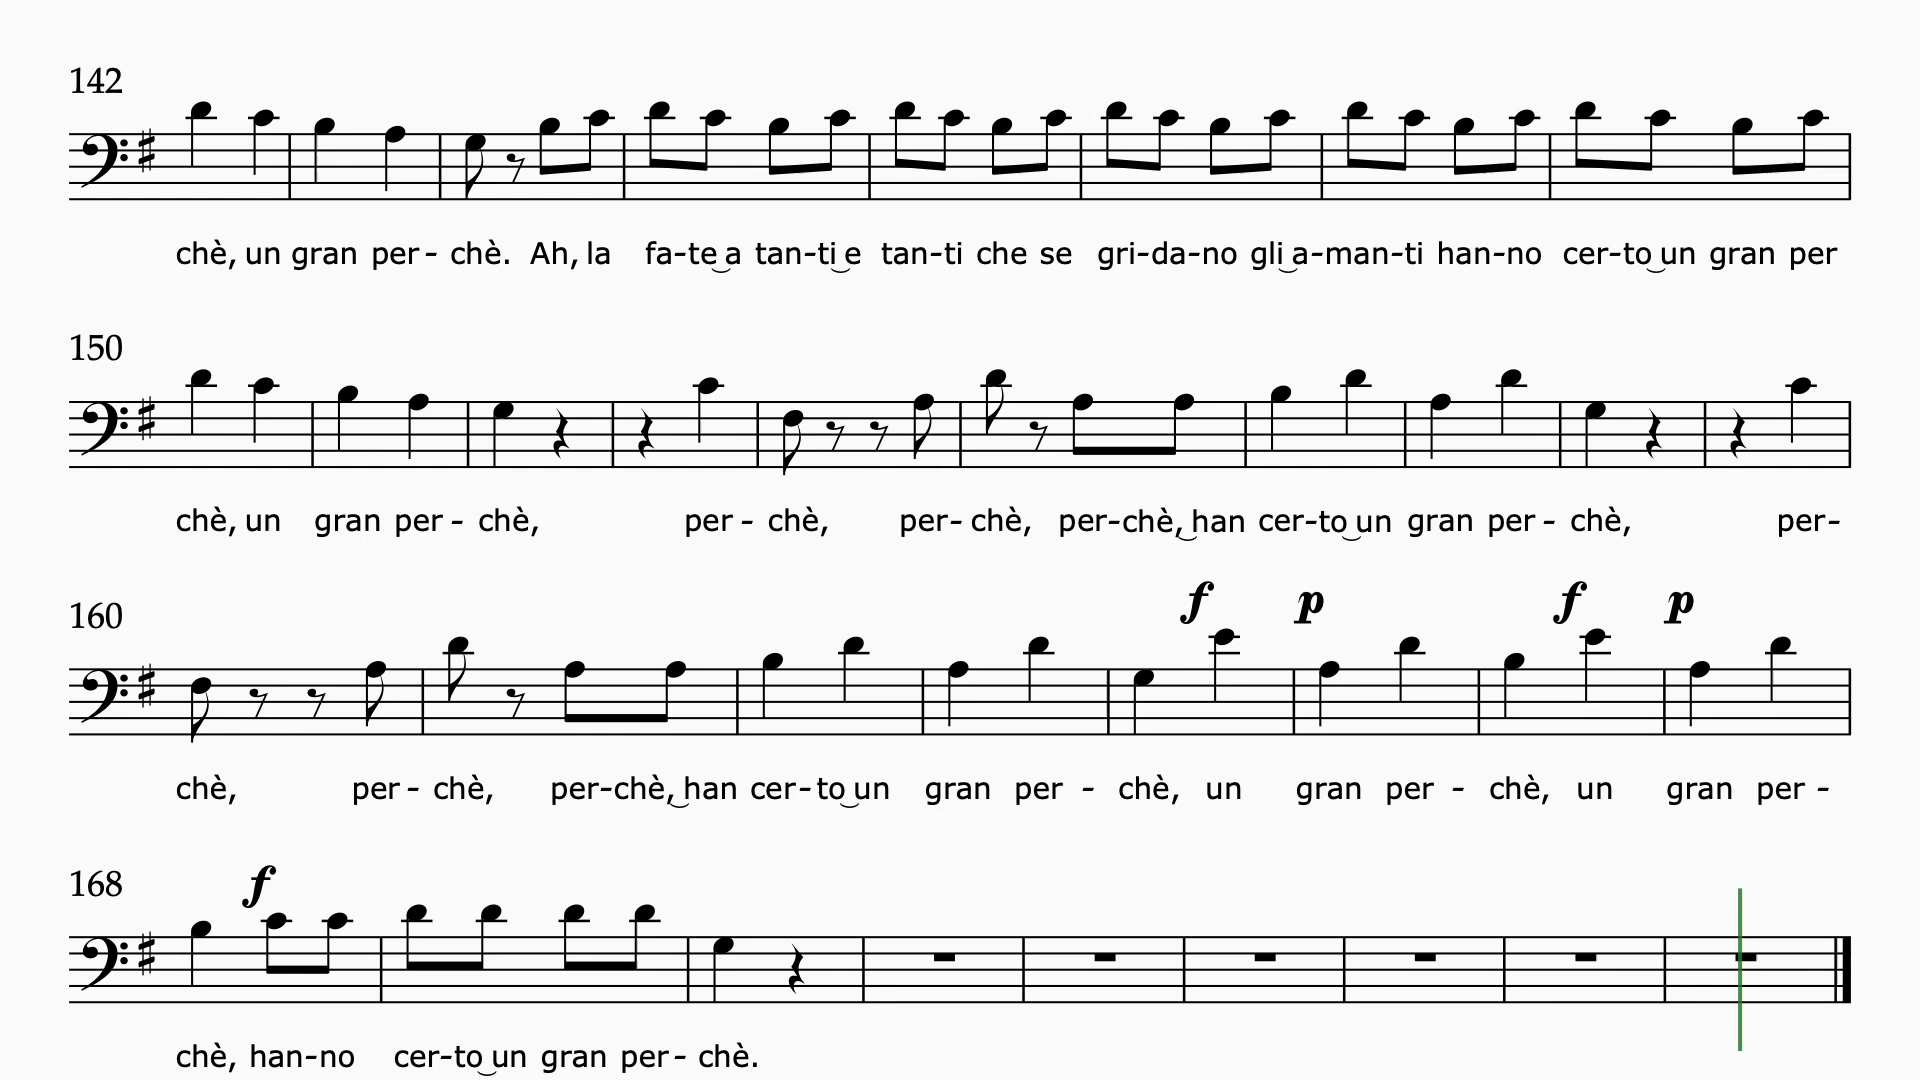 142
chè, un gran per - chè. Ah, la fa-te a tan-ti e tan-ti che se gri-da-no gli a-man-ti han-no cer-to un gran per
150
chè, un gran per - chè, per - chè, per - chè, per-chè, han cer-to un gran per - chè, per-
160
f p f p
chè, per - chè, per-chè, han cer-to un gran per - chè, un gran per - chè, un gran per -
168
f
chè, han-no cer-to un gran per - chè.